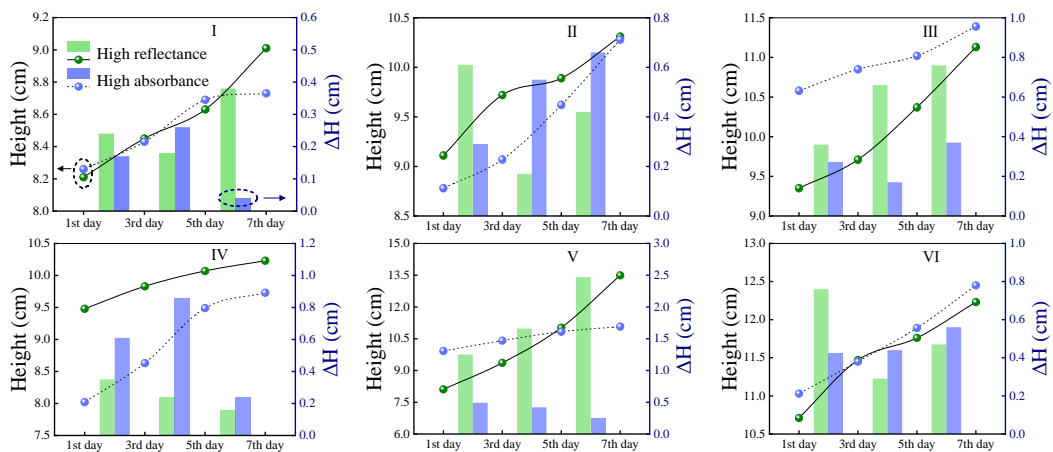 I
High reflectance
High absorbance
Height (cm)
9.2
9.0
8.8
8.6
8.4
8.2
8.0
0.6
0.5
0.4
0.3
0.2
0.1
0.0
ΔH (cm)
1st day 3rd day 5th day 7th day
II
Height (cm)
10.5
10.0
9.5
9.0
8.5
0.8
0.6
0.4
0.2
0.0
ΔH (cm)
1st day 3rd day 5th day 7th day
III
Height (cm)
11.5
11.0
10.5
10.0
9.5
9.0
1.0
0.8
0.6
0.4
0.2
0.0
ΔH (cm)
1st day 3rd day 5th day 7th day
IV
Height (cm)
10.5
10.0
9.5
9.0
8.5
8.0
7.5
1.2
1.0
0.8
0.6
0.4
0.2
0.0
ΔH (cm)
1st day 3rd day 5th day 7th day
V
Height (cm)
15.0
13.5
12.0
10.5
9.0
7.5
6.0
3.0
2.5
2.0
1.5
1.0
0.5
0.0
ΔH (cm)
1st day 3rd day 5th day 7th day
VI
Height (cm)
13.0
12.5
12.0
11.5
11.0
10.5
1.0
0.8
0.6
0.4
0.2
0.0
ΔH (cm)
1st day 3rd day 5th day 7th day